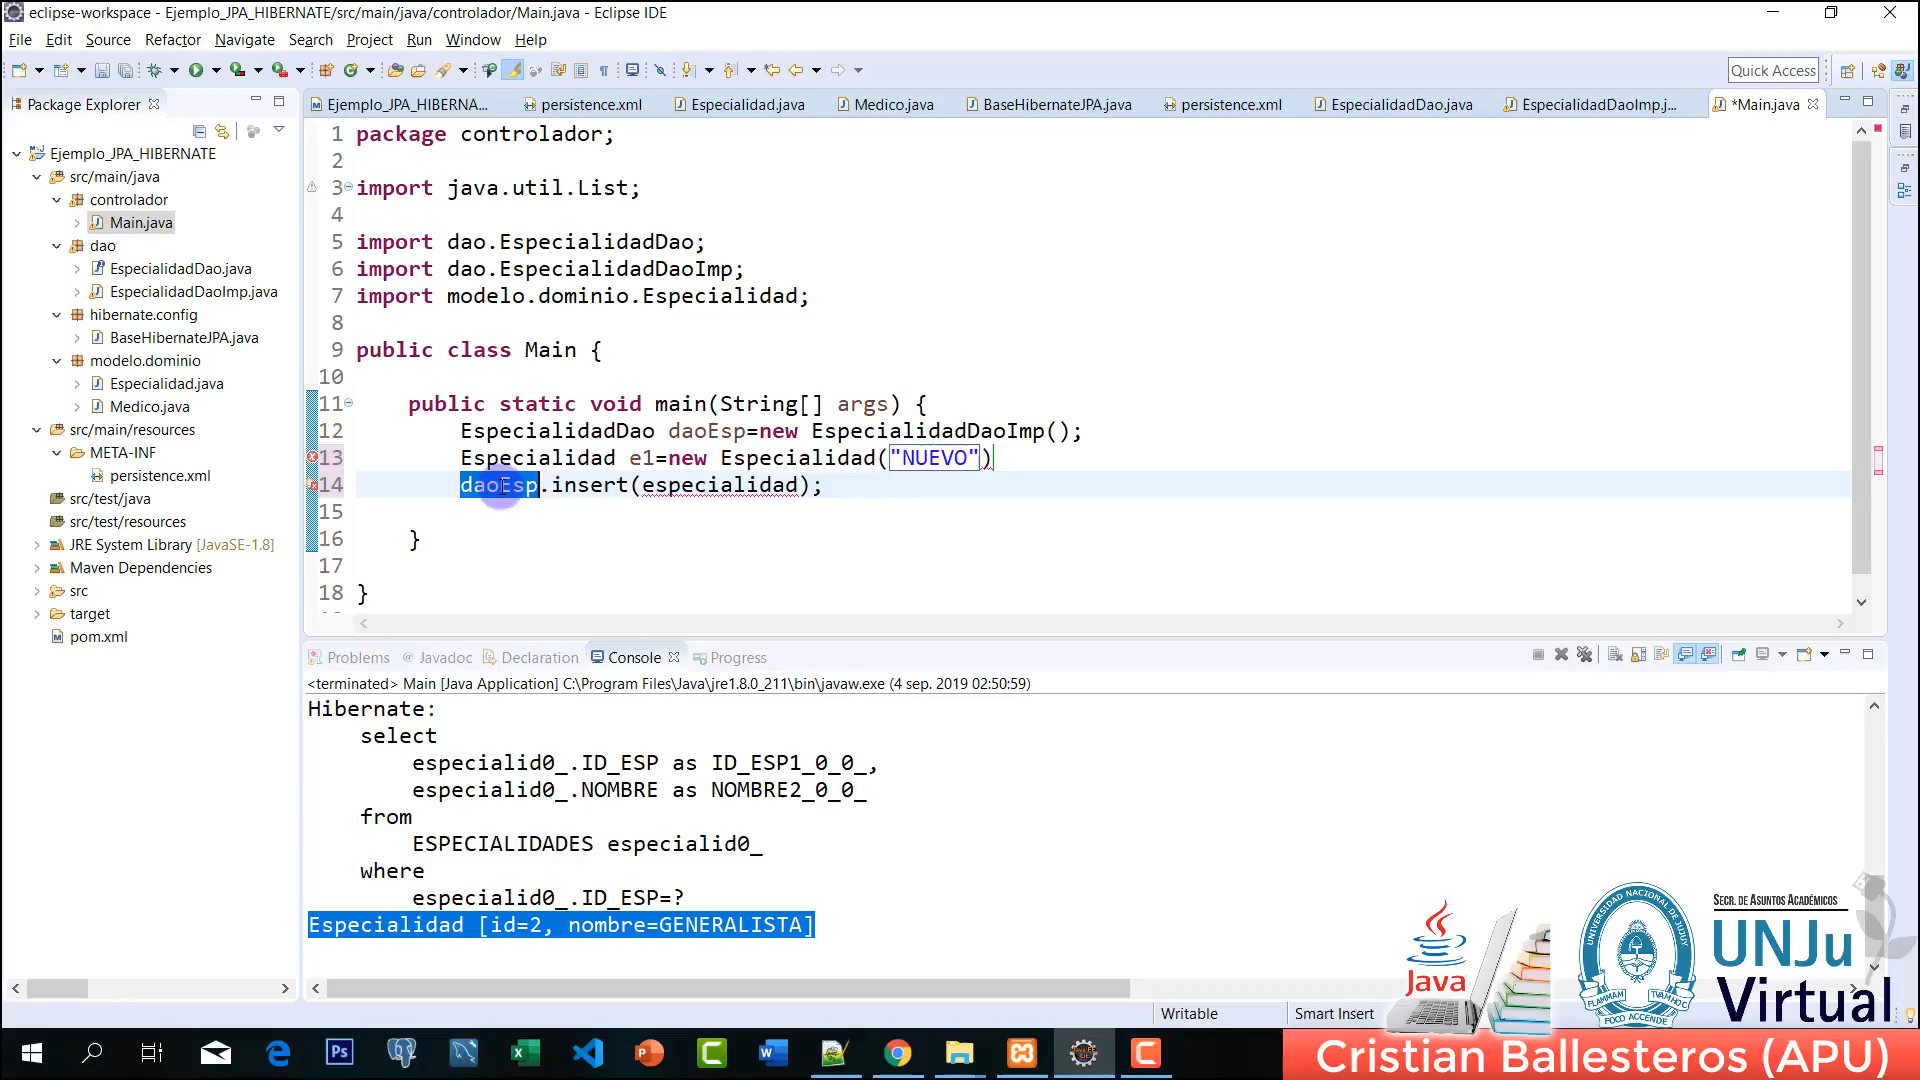 eclipse-workspace - Ejemplo_JPA_HIBERNATE/src/main/java/controlador/Main.java - Eclipse IDE
File Edit Source Refactor Navigate Search Project Run Window Help
Quick Access
Package Explorer
Ejemplo_JPA_HIBERNATE
src/main/java
controlador
Main.java
dao
EspecialidadDao.java
EspecialidadDaoImp.java
hibernate.config
BaseHibernateJPA.java
modelo.dominio
Especialidad.java
Medico.java
src/main/resources
META-INF
persistence.xml
src/test/java
src/test/resources
JRE System Library [JavaSE-1.8]
Maven Dependencies
src
target
pom.xml
Ejemplo_JPA_HIBERNA... persistence.xml Especialidad.java Medico.java BaseHibernateJPA.java persistence.xml EspecialidadDao.java EspecialidadDaoImp.j... *Main.java
1 package controlador;
2
3 import java.util.List;
4
5 import dao.EspecialidadDao;
6 import dao.EspecialidadDaoImp;
7 import modelo.dominio.Especialidad;
8
9 public class Main {
10
11 public static void main(String[] args) {
12 EspecialidadDao daoEsp=new EspecialidadDaoImp();
13 Especialidad e1=new Especialidad("NUEVO")
14 daoEsp.insert(especialidad);
15
16 }
17
18 }
Problems Javadoc Declaration Console Progress
<terminated> Main [Java Application] C:\Program Files\Java\jre1.8.0_211\bin\javaw.exe (4 sep. 2019 02:50:59)
Hibernate:
select
especialid0_.ID_ESP as ID_ESP1_0_0_,
especialid0_.NOMBRE as NOMBRE2_0_0_
from
ESPECIALIDADES especialid0_
where
especialid0_.ID_ESP=?
Especialidad [id=2, nombre=GENERALISTA]
Writable Smart Insert
Java
UNIVERSIDAD NACIONAL DE JUJUY
FLAMMAM TVAM HOC
FOCO ACCENDE
SECR. DE ASUNTOS ACADÉMICOS
UNJu
Virtual
Cristian Ballesteros (APU)